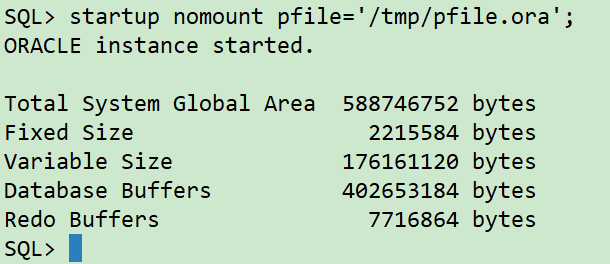 SQL> startup nomount pfile='/tmp/pfile.ora';
ORACLE instance started.
Total System Global Area  588746752 bytes
Fixed Size                  2215584 bytes
Variable Size             176161120 bytes
Database Buffers          402653184 bytes
Redo Buffers                7716864 bytes
SQL>